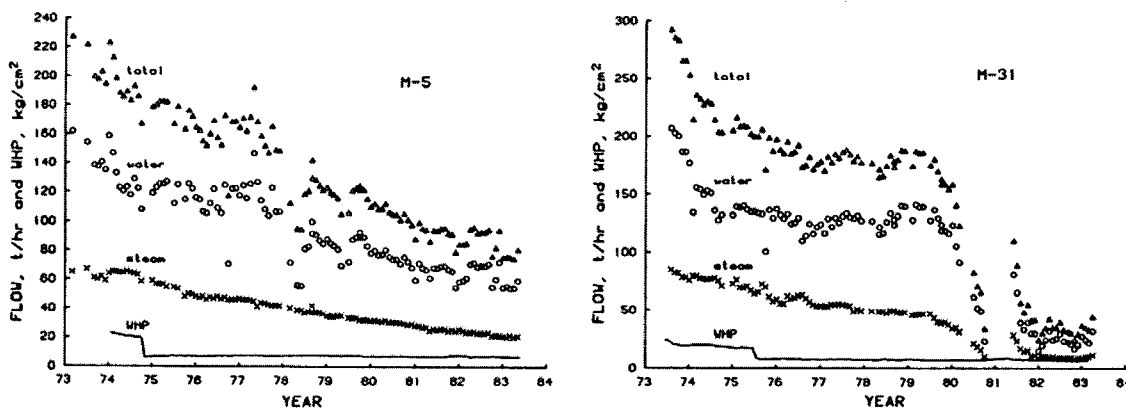 FLOW, t/hr and WHP, kg/cm²
240
220
200
180
160
140
120
100
80
60
40
20
0
total
water
steam
WHP
M-5
73 74 75 76 77 78 79 80 81 82 83 84
YEAR
FLOW, t/hr and WHP, kg/cm²
300
250
200
150
100
50
0
total
water
steam
WHP
M-31
73 74 75 76 77 78 79 80 81 82 83 84
YEAR